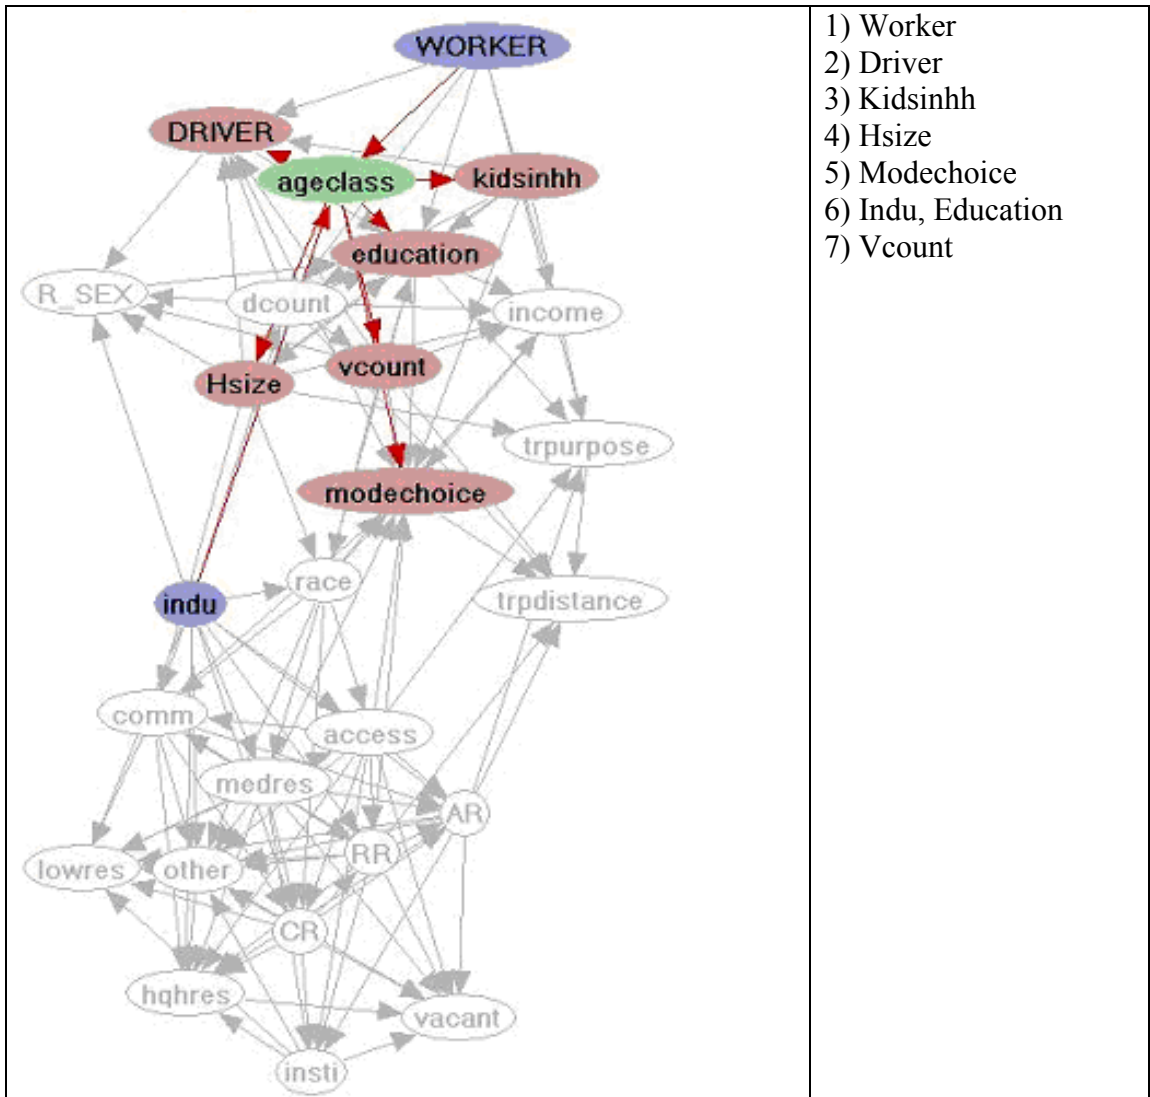 WORKER
DRIVER
ageclass
kidsinhh
education
R_SEX
dcount
income
Hsize
vcount
trpurpose
modechoice
race
indu
trpdistance
comm
access
medres
AR
RR
lowres
other
CR
hqhres
vacant
insti
1) Worker
2) Driver
3) Kidsinhh
4) Hsize
5) Modechoice
6) Indu, Education
7) Vcount